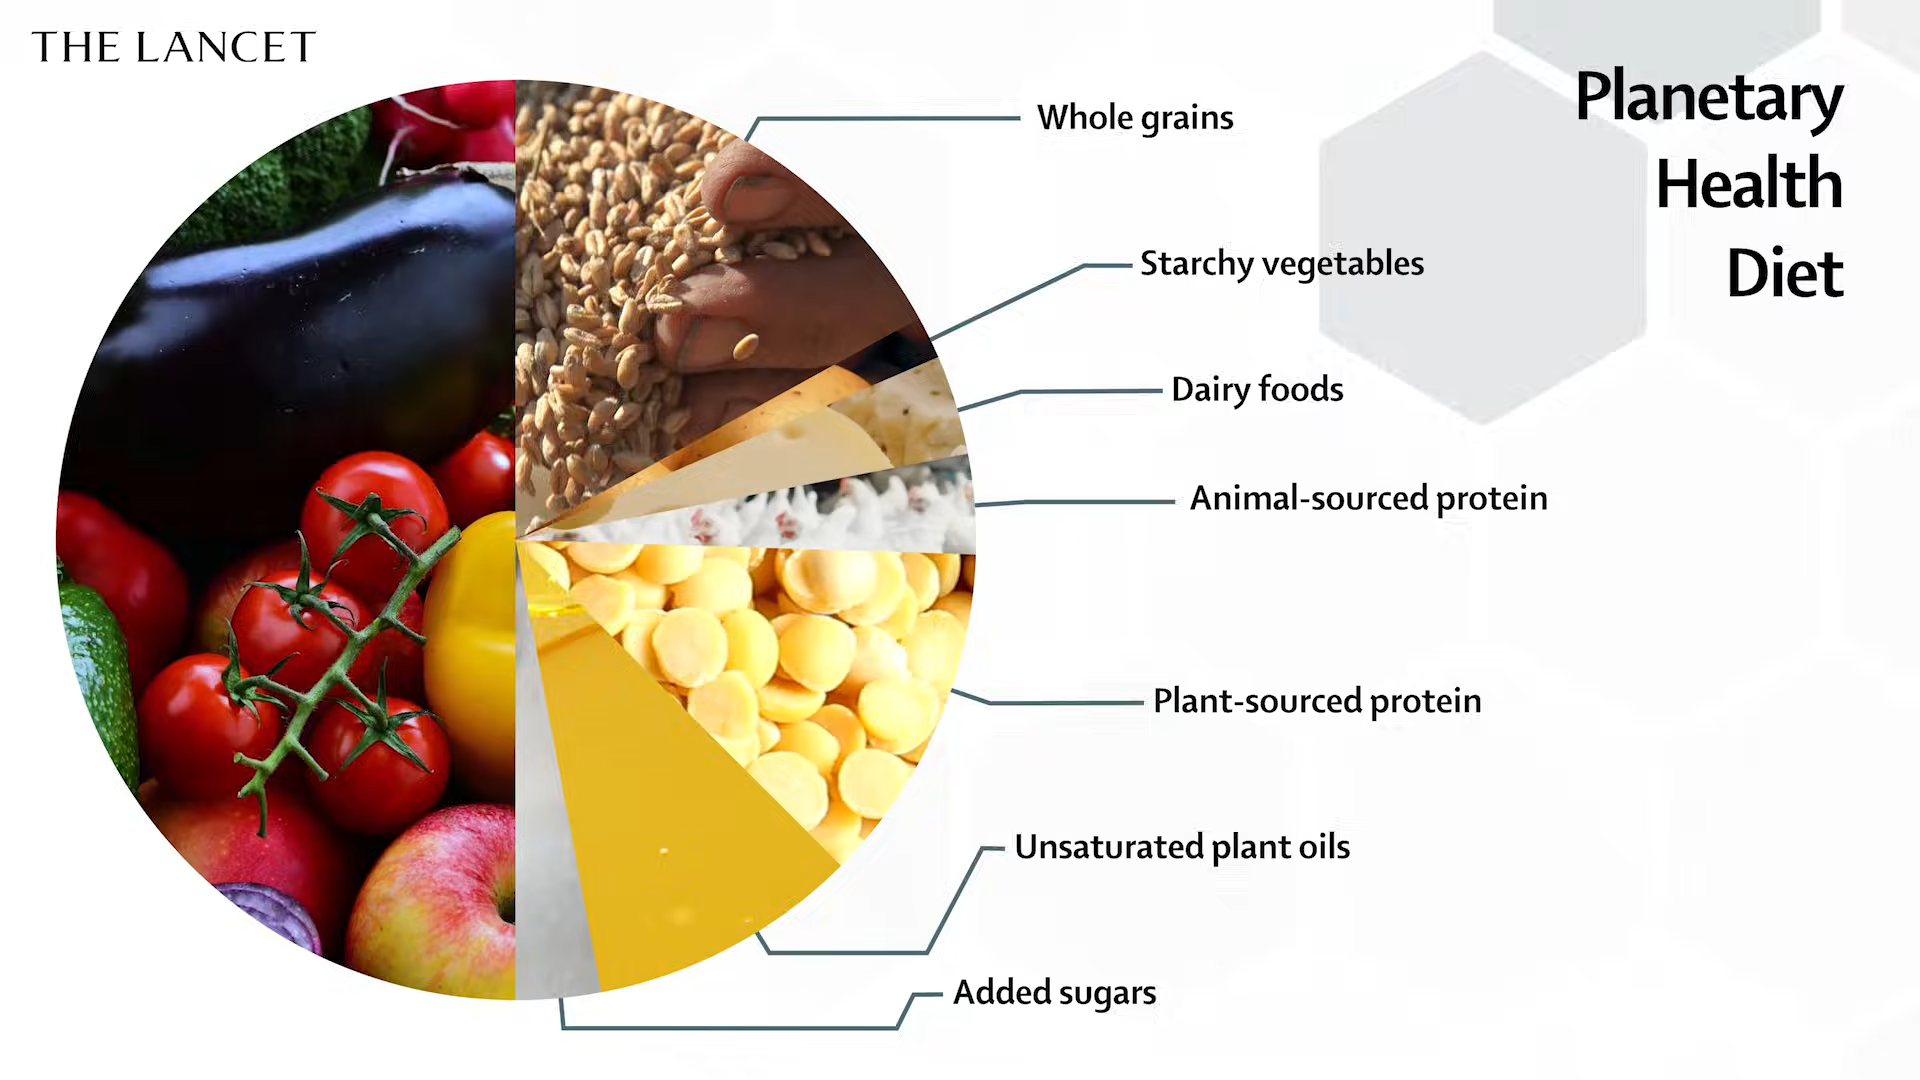 THE LANCET
Planetary
Health
Diet
Whole grains
Starchy vegetables
Dairy foods
Animal-sourced protein
Plant-sourced protein
Unsaturated plant oils
Added sugars